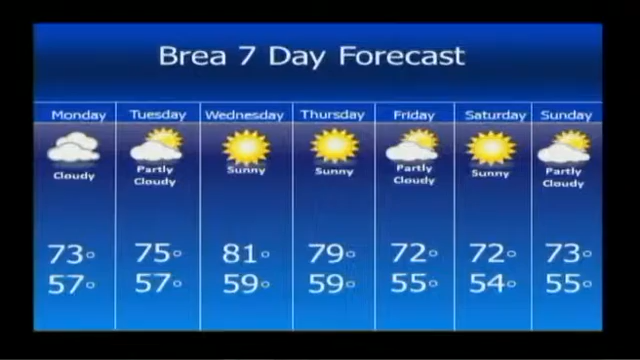 Brea 7 Day Forecast
Monday Tuesday Wednesday Thursday Friday Saturday Sunday
Cloudy Partly Cloudy Sunny Sunny Partly Cloudy Sunny Partly Cloudy
73° 75° 81° 79° 72° 72° 73°
57° 57° 59° 59° 55° 54° 55°